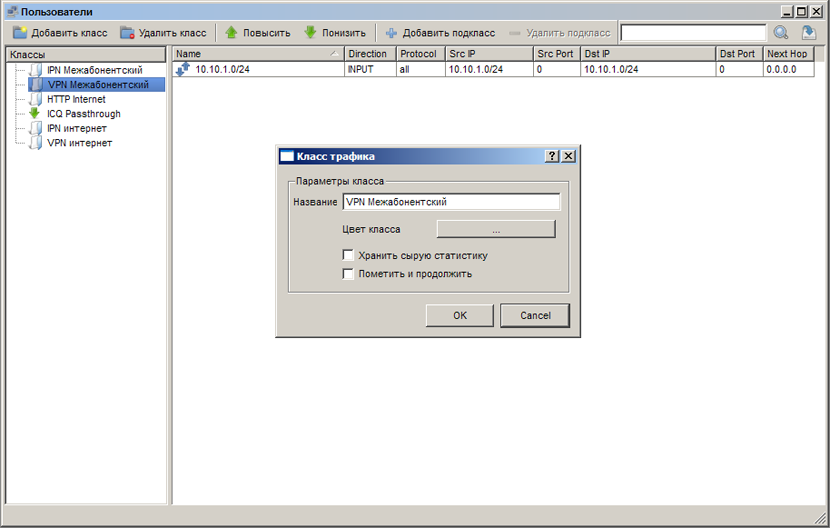 Пользователи
Добавить класс Удалить класс Повысить Понизить Добавить подкласс Удалить подкласс
Классы
IPN Межабонентский
VPN Межабонентский
HTTP Internet
ICQ Passthrough
IPN интернет
VPN интернет
Name Direction Protocol Src IP Src Port Dst IP Dst Port Next Hop
10.10.1.0/24 INPUT all 10.10.1.0/24 0 10.10.1.0/24 0 0.0.0.0
Класс трафика
Параметры класса
Название VPN Межабонентский
Цвет класса ...
Хранить сырую статистику
Пометить и продолжить
OK Cancel